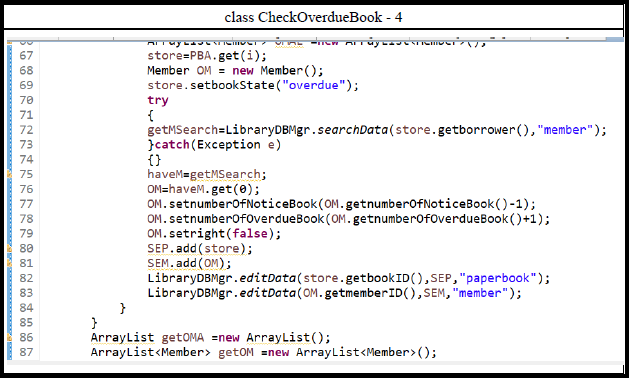 class CheckOverdueBook - 4
66 ArrayList<Member> OMAL =new ArrayList<Member>();
67 store=PBA.get(i);
68 Member OM = new Member();
69 store.setbookState("overdue");
70 try
71 {
72 getMSearch=LibraryDBMgr.searchData(store.getborrower(),"member");
73 }catch(Exception e)
74 {}
75 haveM=getMSearch;
76 OM=haveM.get(0);
77 OM.setnumberOfNoticeBook(OM.getnumberOfNoticeBook()-1);
78 OM.setnumberOfOverdueBook(OM.getnumberOfOverdueBook()+1);
79 OM.setright(false);
80 SEP.add(store);
81 SEM.add(OM);
82 LibraryDBMgr.editData(store.getbookID(),SEP,"paperbook");
83 LibraryDBMgr.editData(OM.getmemberID(),SEM,"member");
84 }
85 }
86 ArrayList getOMA =new ArrayList();
87 ArrayList<Member> getOM =new ArrayList<Member>();